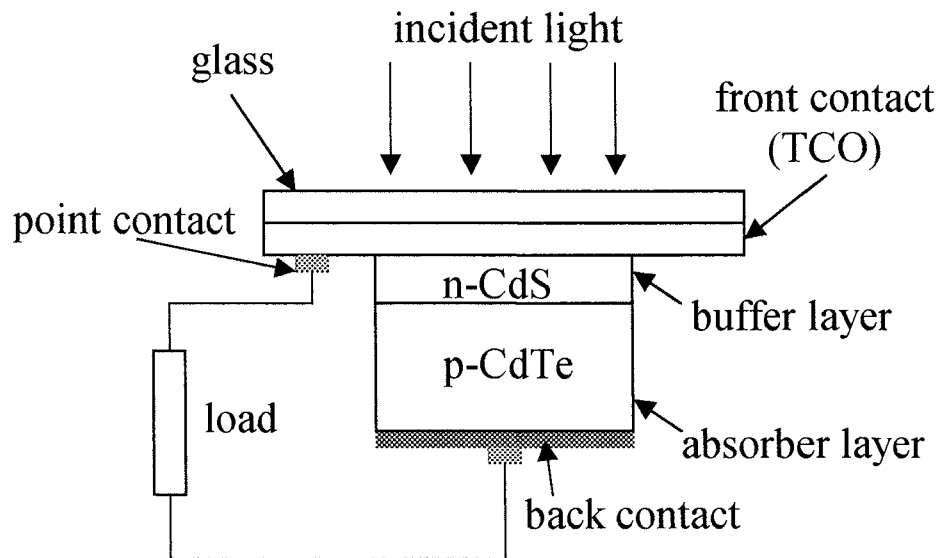 incident light
glass
front contact
(TCO)
point contact
n-CdS
buffer layer
p-CdTe
load
absorber layer
back contact